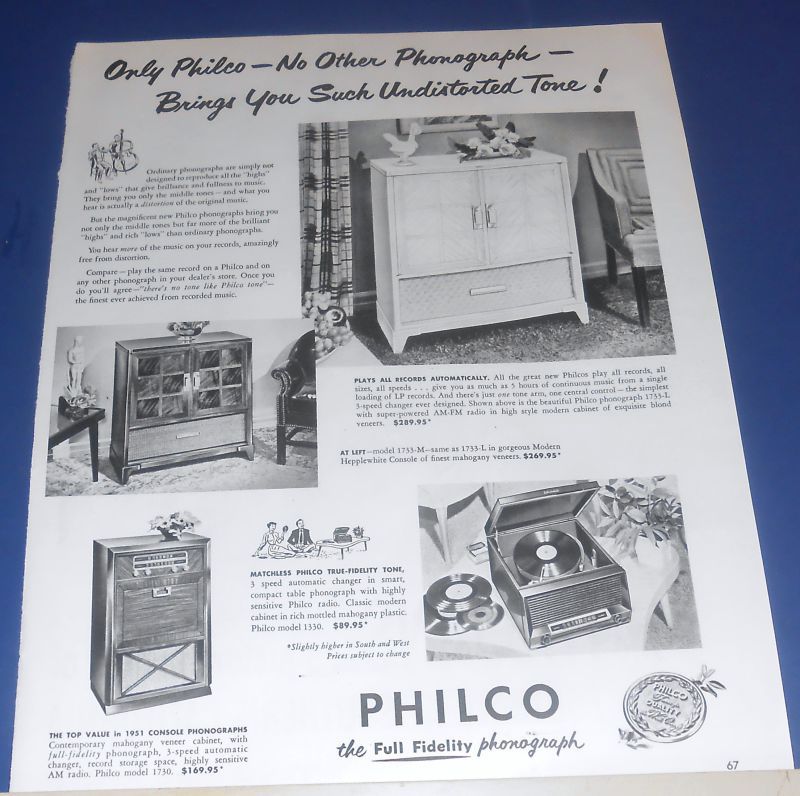 Only Philco — No Other Phonograph —
Brings You Such Undistorted Tone!
Ordinary phonographs are simply not
designed to reproduce all the "highs"
and "lows" that give brilliance and fullness to music.
They bring you only the middle tones—and what you
hear is actually a distortion of the original music.
But the magnificent new Philco phonographs bring you
not only the middle tones but far more of the brilliant
"highs" and rich "lows" than ordinary phonographs.
You hear more of the music on your records, amazingly
free from distortion.
Compare—play the same record on a Philco and on
any other phonograph in your dealer's store. Once you
do you'll agree—"there's no tone like Philco tone"—
the finest ever achieved from recorded music.
PLAYS ALL RECORDS AUTOMATICALLY. All the great new Philcos play all records, all
sizes, all speeds . . . give you as much as 5 hours of continuous music from a single
loading of LP records. And there's just one tone arm, one central control—the simplest
3-speed changer ever designed. Shown above is the beautiful Philco phonograph 1733-L
with super-powered AM-FM radio in high style modern cabinet of exquisite blond
veneers. $289.95*
AT LEFT—model 1733-M—same as 1733-L in gorgeous Modern
Hepplewhite Console of finest mahogany veneers. $269.95*
MATCHLESS PHILCO TRUE-FIDELITY TONE,
3 speed automatic changer in smart,
compact table phonograph with highly
sensitive Philco radio. Classic modern
cabinet in rich mottled mahogany plastic.
Philco model 1330. $89.95*
*Slightly higher in South and West
Prices subject to change
THE TOP VALUE in 1951 CONSOLE PHONOGRAPHS
Contemporary mahogany veneer cabinet, with
full-fidelity phonograph, 3-speed automatic
changer, record storage space, highly sensitive
AM radio. Philco model 1730. $169.95*
PHILCO
the Full Fidelity phonograph
PHILCO
QUALITY
67